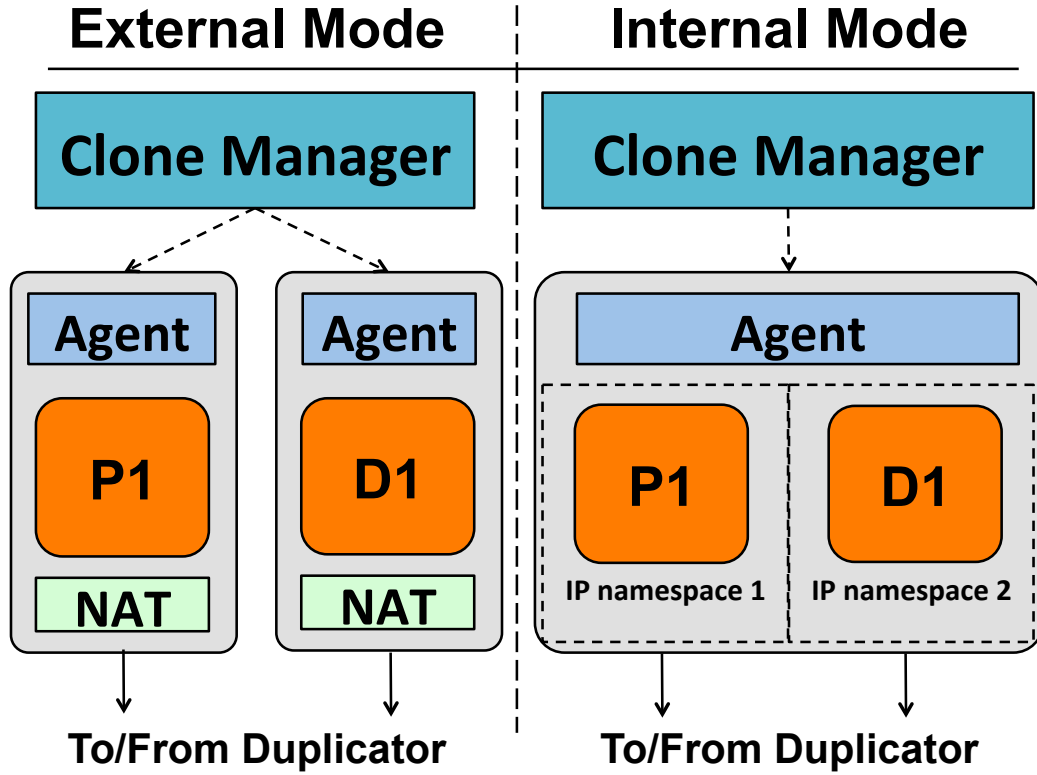 External Mode
Internal Mode
Clone Manager
Clone Manager
Agent
Agent
Agent
P1
D1
P1
D1
IP namespace 1
IP namespace 2
NAT
NAT
To/From Duplicator
To/From Duplicator